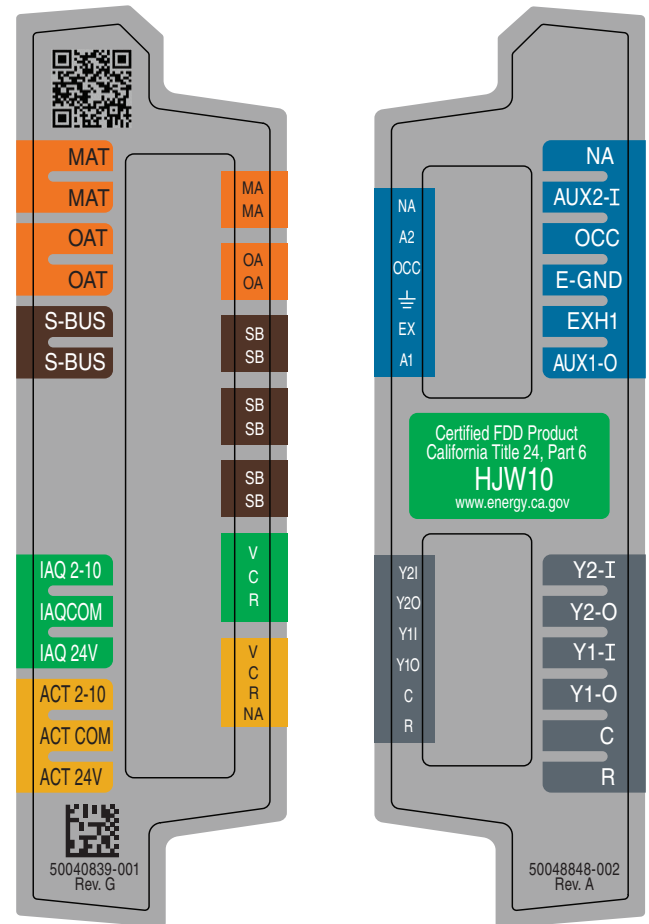 MAT
MAT
OAT
OAT
S-BUS
S-BUS
IAQ 2-10
IAQCOM
IAQ 24V
ACT 2-10
ACT COM
ACT 24V
50040839-001
Rev. G
MA
MA
OA
OA
SB
SB
SB
SB
SB
SB
V
C
R
V
C
R
NA
NA
A2
OCC
EX
A1
NA
AUX2-I
OCC
E-GND
EXH1
AUX1-O
Certified FDD Product
California Title 24, Part 6
HJW10
www.energy.ca.gov
Y2I
Y2O
Y1I
Y1O
C
R
Y2-I
Y2-O
Y1-I
Y1-O
C
R
50048848-002
Rev. A